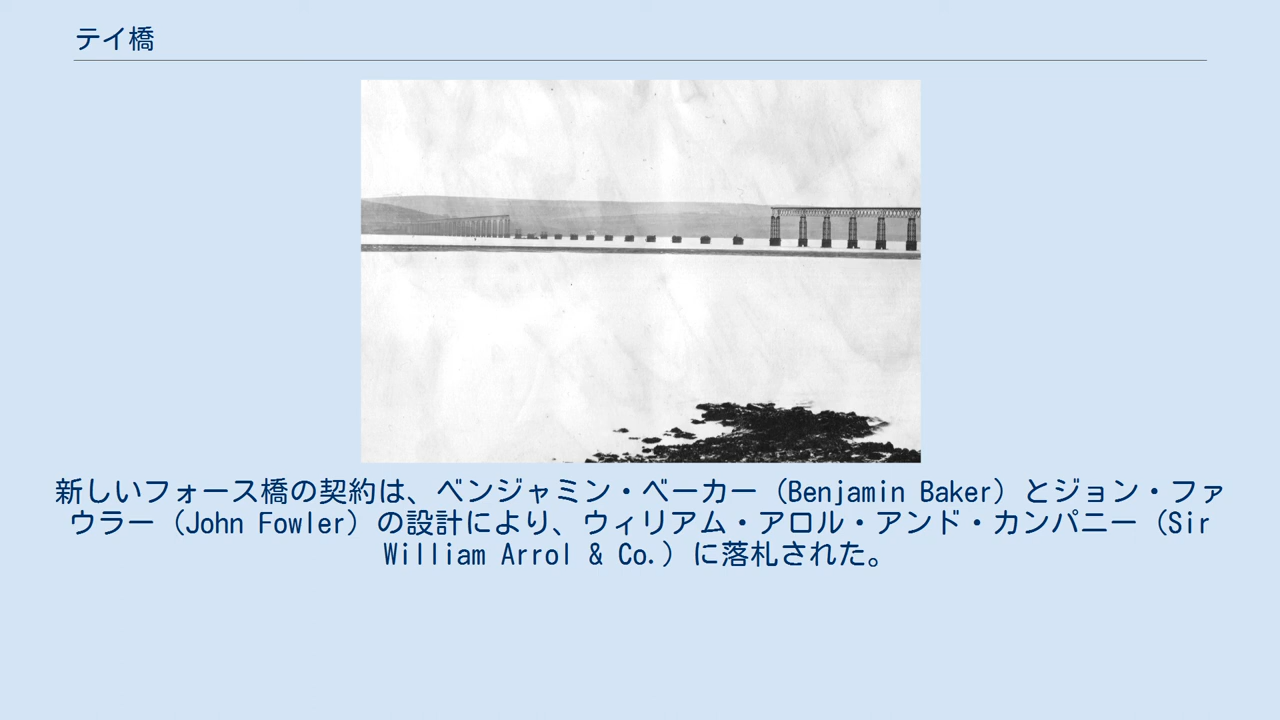 テイ橋
新しいフォース橋の契約は、ベンジャミン・ベーカー（Benjamin Baker）とジョン・ファ
ウラー（John Fowler）の設計により、ウィリアム・アロル・アンド・カンパニー（Sir
William Arrol & Co.）に落札された。